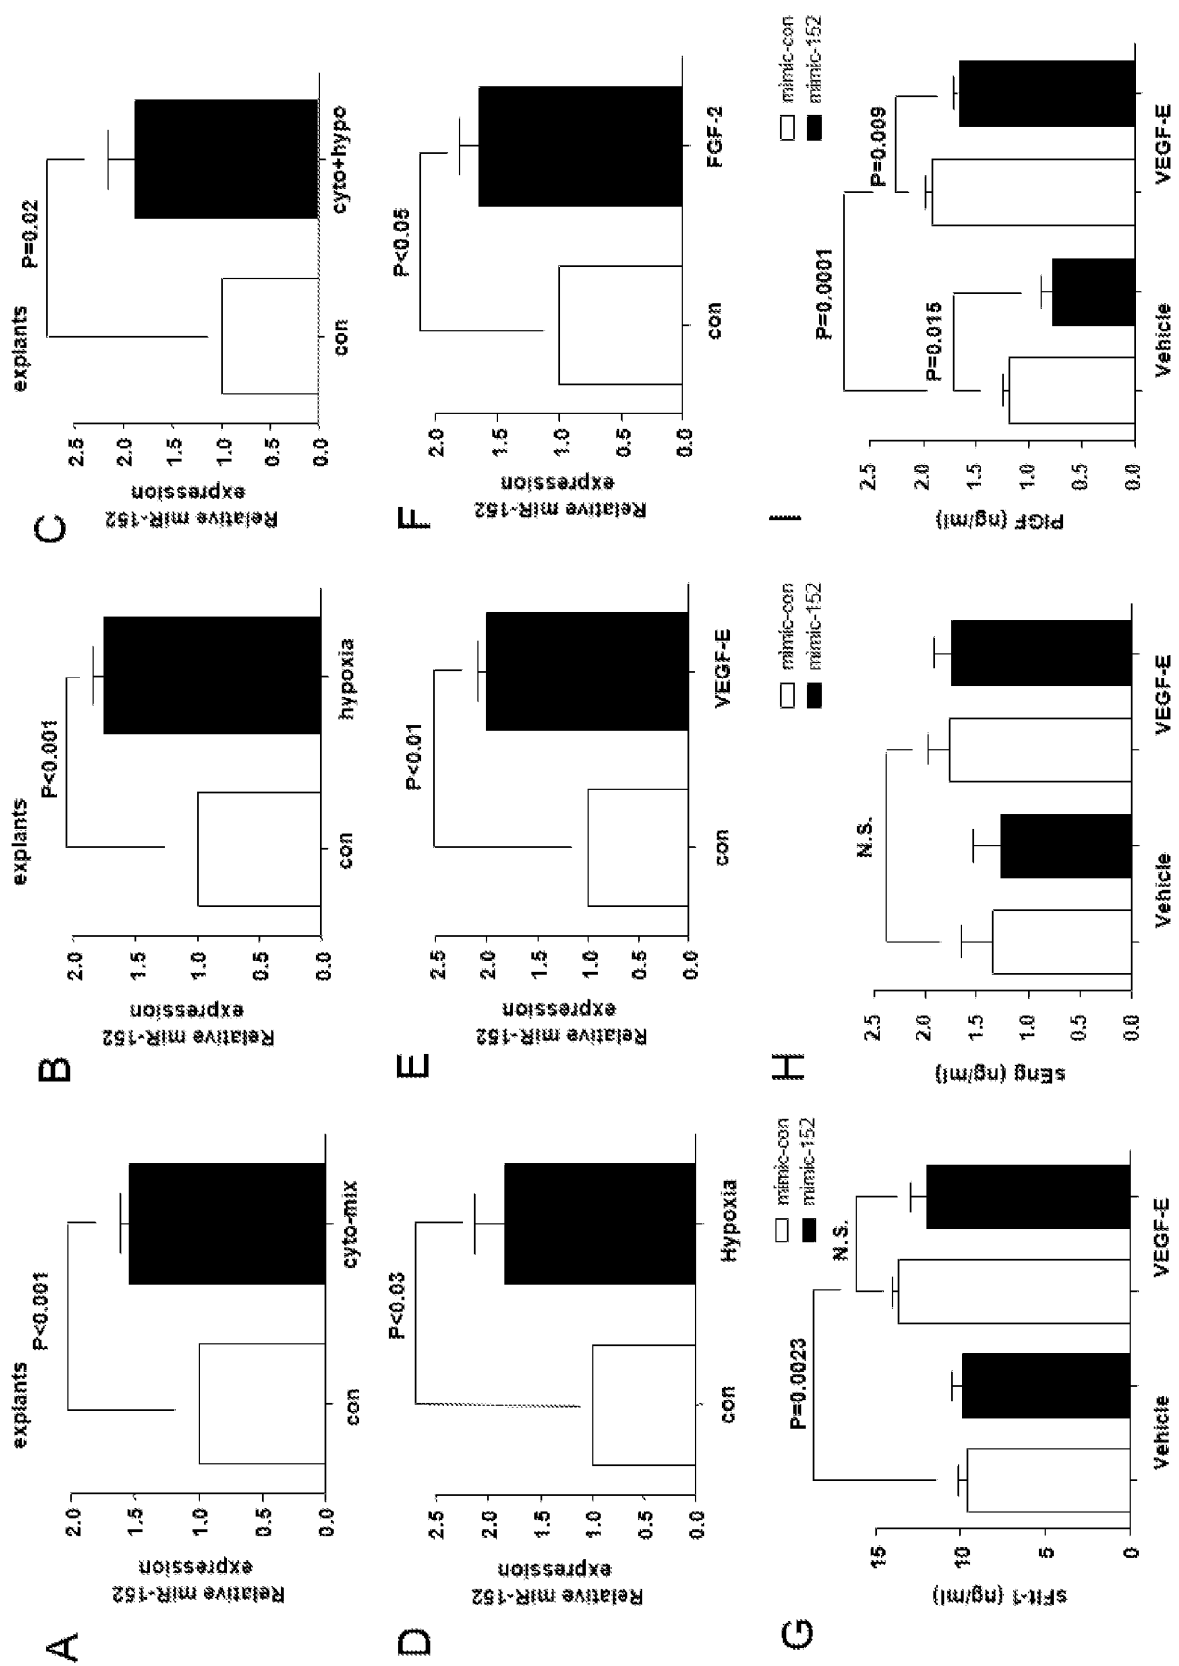 A
explants
P<0.001
2.0
1.5
1.0
0.5
0.0
Relative miR-152
expression
con
cyto-mix
B
explants
P<0.001
2.0
1.5
1.0
0.5
0.0
Relative miR-152
expression
con
hypoxia
C
explants
P=0.02
2.5
2.0
1.5
1.0
0.5
0.0
Relative miR-152
expression
con
cyto+hypo
D
P<0.03
2.5
2.0
1.5
1.0
0.5
0.0
Relative miR-152
expression
con
Hypoxia
E
P<0.01
2.5
2.0
1.5
1.0
0.5
0.0
Relative miR-152
expression
con
VEGF-E
F
P<0.05
2.0
1.5
1.0
0.5
0.0
Relative miR-152
expression
con
FGF-2
G
mimic-con
mimic-152
P=0.0023
N.S.
15
10
5
0
sFlt-1 (ng/ml)
Vehicle
VEGF-E
H
mimic-con
mimic-152
N.S.
2.5
2.0
1.5
1.0
0.5
0.0
sEng (ng/ml)
Vehicle
VEGF-E
I
mimic-con
mimic-152
P=0.0001
P=0.015
P=0.009
2.5
2.0
1.5
1.0
0.5
0.0
PlGF (ng/ml)
Vehicle
VEGF-E